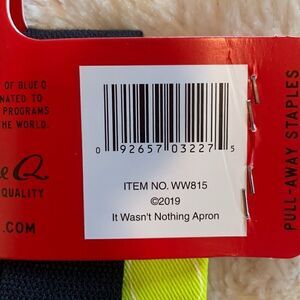 OF BLUE Q
NATED TO
PROGRAMS
THE WORLD.
Q
QUALITY
.COM
0 92657 03227 5
ITEM NO. WW815
©2019
It Wasn't Nothing Apron
PULL-AWAY STAPLES